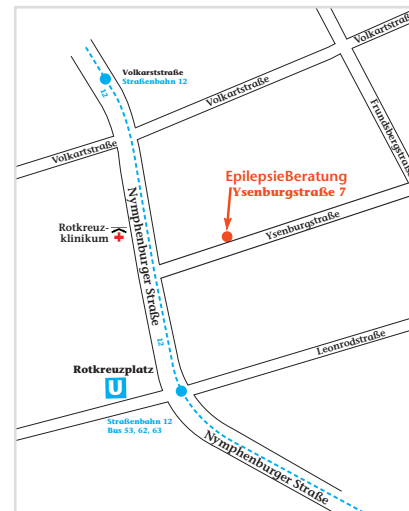 Volkartstraße
Volkarststraße
Straßenbahn 12
12
Volkartstraße
Frundsbergstraße
Volkartstraße
EpilepsieBeratung
Ysenburgstraße 7
Nymphenburger Straße
Rotkreuz-
klinikum
Ysenburgstraße
12
Leonrodstraße
Rotkreuzplatz
U
Straßenbahn 12
Bus 53, 62, 63
Nymphenburger Straße